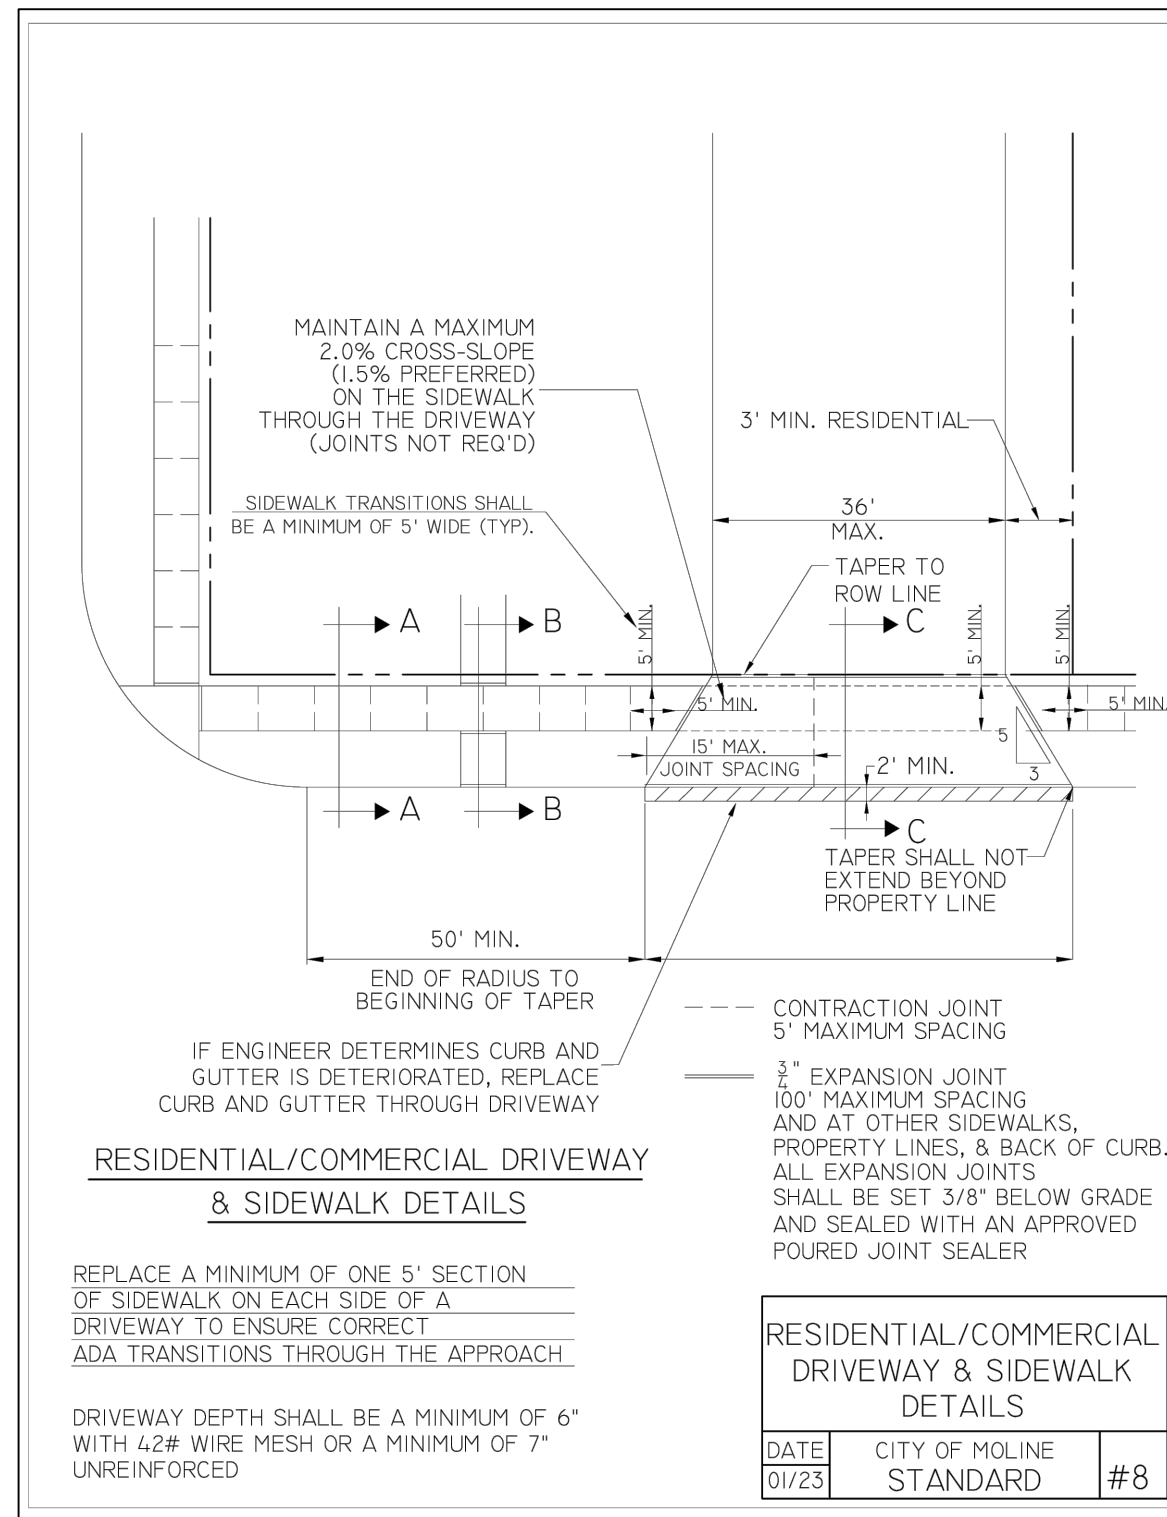 MAINTAIN A MAXIMUM
2.0% CROSS-SLOPE
(1.5% PREFERRED)
ON THE SIDEWALK
THROUGH THE DRIVEWAY
(JOINTS NOT REQ'D)
3' MIN. RESIDENTIAL
SIDEWALK TRANSITIONS SHALL
BE A MINIMUM OF 5' WIDE (TYP).
36'
MAX.
TAPER TO
ROW LINE
A
B
C
5' MIN.
5' MIN.
5' MIN.
5' MIN.
5' MIN.
15' MAX.
JOINT SPACING
5
3
2' MIN.
A
B
C
TAPER SHALL NOT
EXTEND BEYOND
PROPERTY LINE
50' MIN.
END OF RADIUS TO
BEGINNING OF TAPER
IF ENGINEER DETERMINES CURB AND
GUTTER IS DETERIORATED, REPLACE
CURB AND GUTTER THROUGH DRIVEWAY
CONTRACTION JOINT
5' MAXIMUM SPACING
3/4" EXPANSION JOINT
100' MAXIMUM SPACING
AND AT OTHER SIDEWALKS,
PROPERTY LINES, & BACK OF CURB.
ALL EXPANSION JOINTS
SHALL BE SET 3/8" BELOW GRADE
AND SEALED WITH AN APPROVED
POURED JOINT SEALER
RESIDENTIAL/COMMERCIAL DRIVEWAY
& SIDEWALK DETAILS
REPLACE A MINIMUM OF ONE 5' SECTION
OF SIDEWALK ON EACH SIDE OF A
DRIVEWAY TO ENSURE CORRECT
ADA TRANSITIONS THROUGH THE APPROACH
DRIVEWAY DEPTH SHALL BE A MINIMUM OF 6"
WITH 42# WIRE MESH OR A MINIMUM OF 7"
UNREINFORCED
RESIDENTIAL/COMMERCIAL
DRIVEWAY & SIDEWALK
DETAILS
DATE
01/23
CITY OF MOLINE
STANDARD
#8